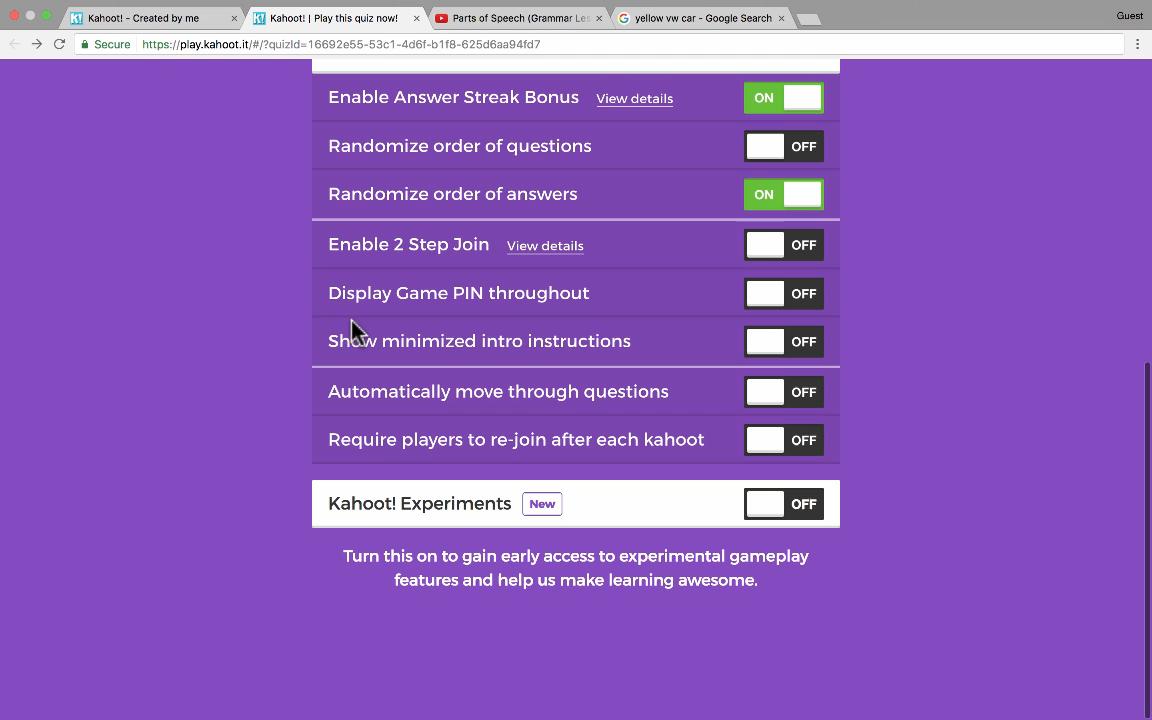 Kahoot! - Created by me
Kahoot! | Play this quiz now!
Parts of Speech (Grammar Les
yellow vw car - Google Search
Guest
Secure
https://play.kahoot.it/#/?quizId=16692e55-53c1-4d6f-b1f8-625d6aa94fd7
Enable Answer Streak Bonus View details ON
Randomize order of questions OFF
Randomize order of answers ON
Enable 2 Step Join View details OFF
Display Game PIN throughout OFF
Show minimized intro instructions OFF
Automatically move through questions OFF
Require players to re-join after each kahoot OFF
Kahoot! Experiments New OFF
Turn this on to gain early access to experimental gameplay
features and help us make learning awesome.